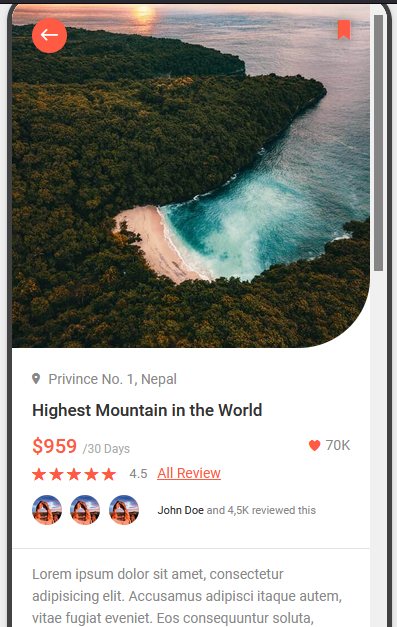 Privince No. 1, Nepal
Highest Mountain in the World
$959 /30 Days
70K
4.5 All Review
John Doe and 4,5K reviewed this
Lorem ipsum dolor sit amet, consectetur
adipisicing elit. Accusamus adipisci itaque autem,
vitae fugiat eveniet. Eos consequuntur soluta,